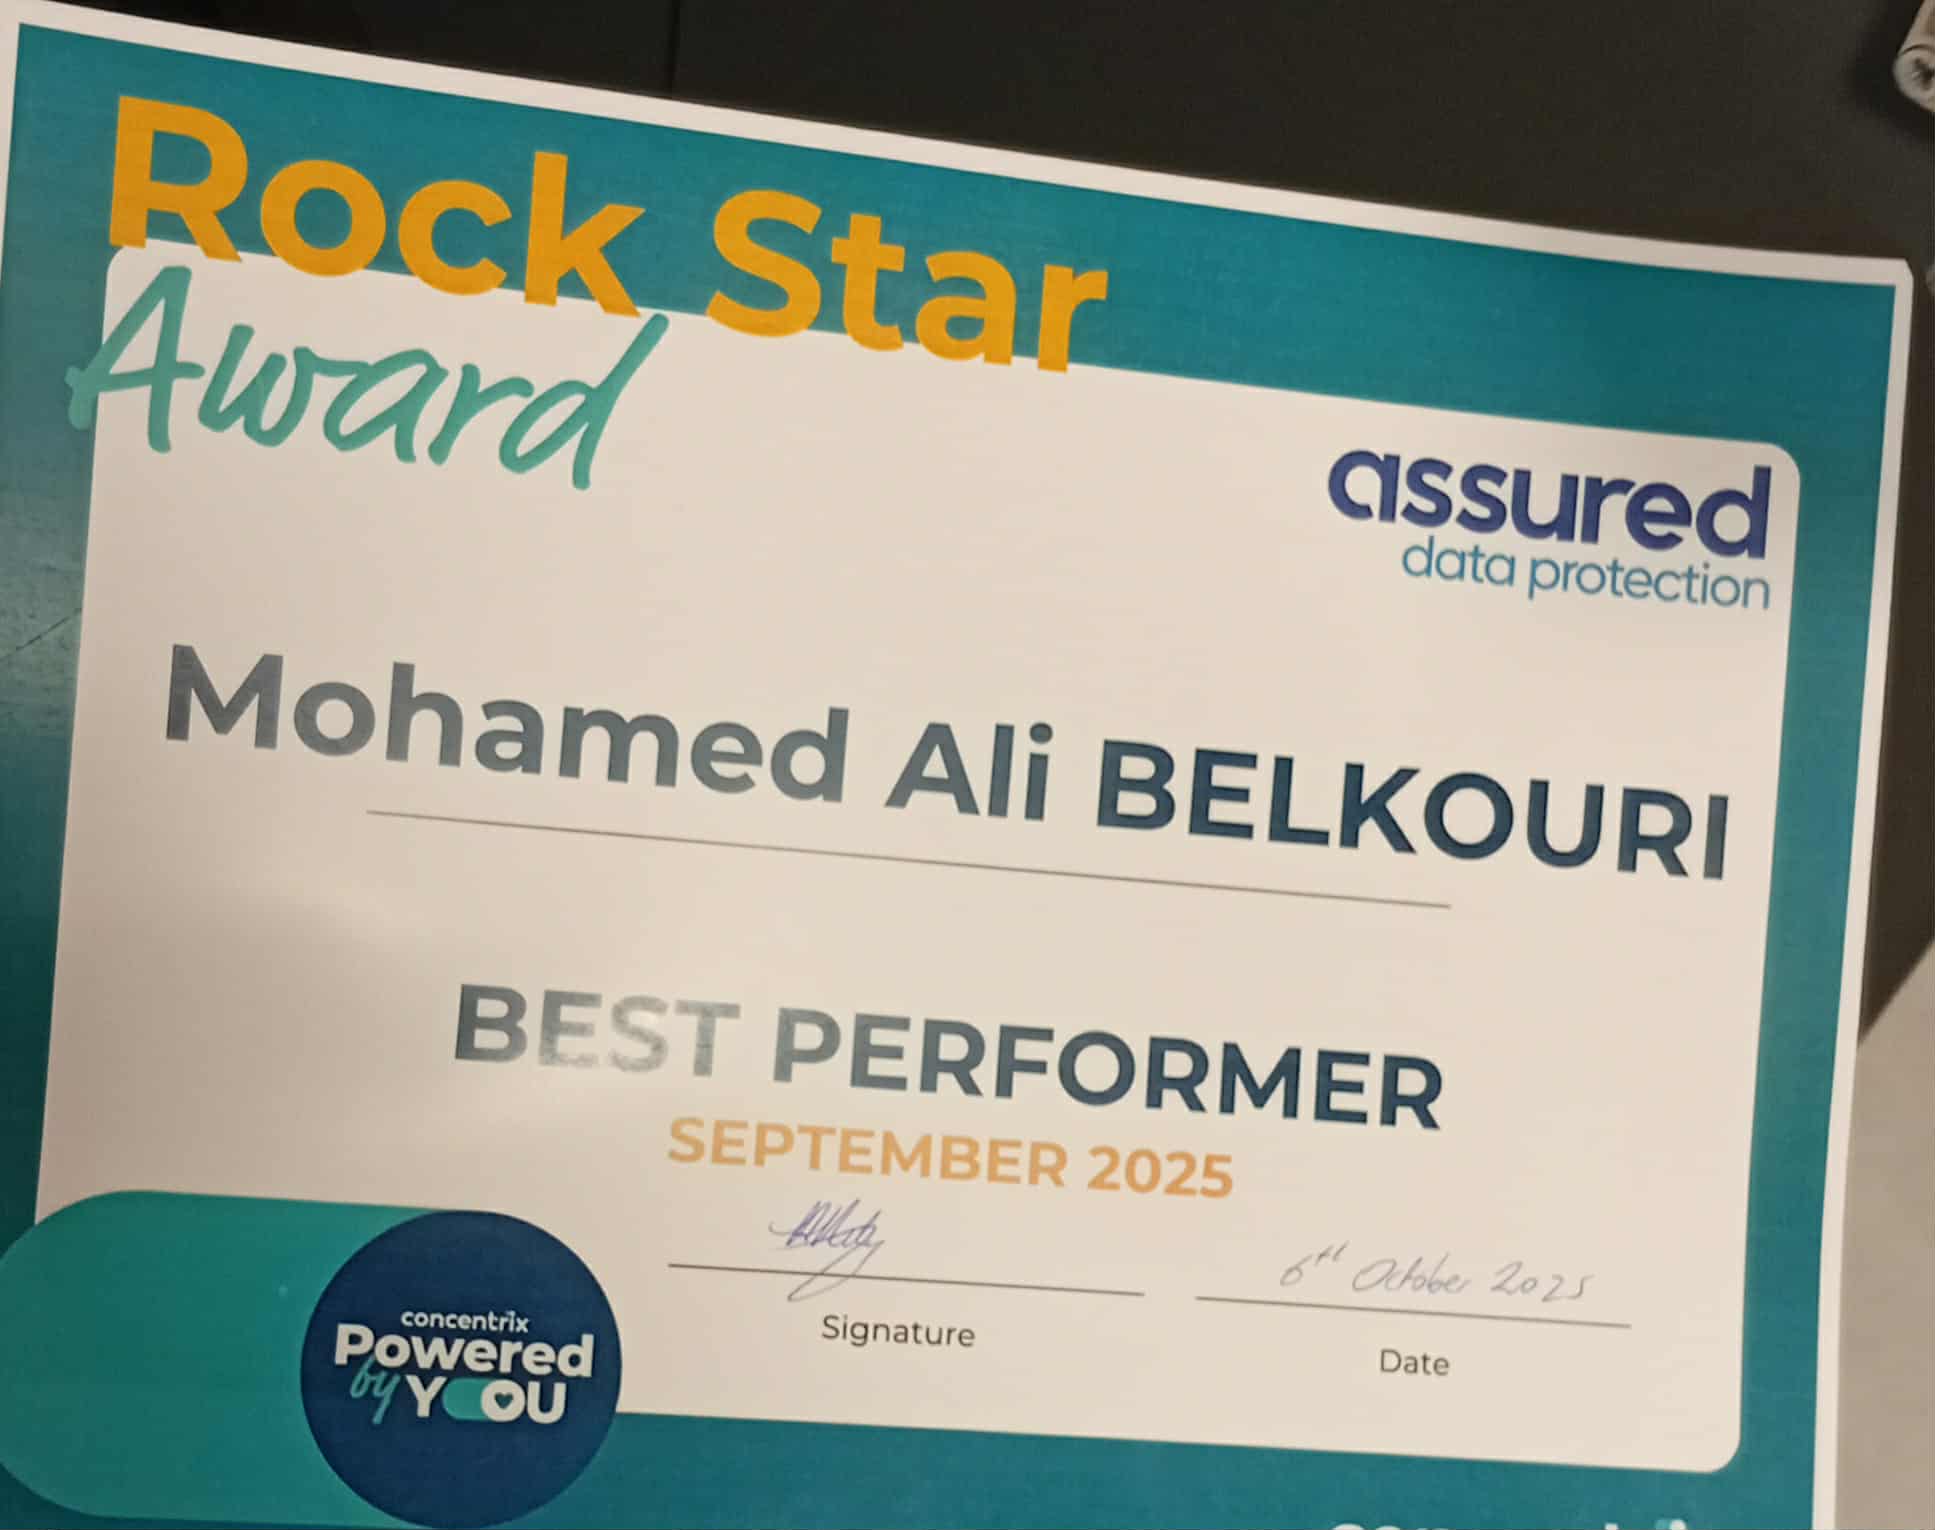 Rock Star
Award
assured
data protection
Mohamed Ali BELKOURI
BEST PERFORMER
SEPTEMBER 2025
6th October 2025
Signature
Date
concentrix
Powered
by YOU